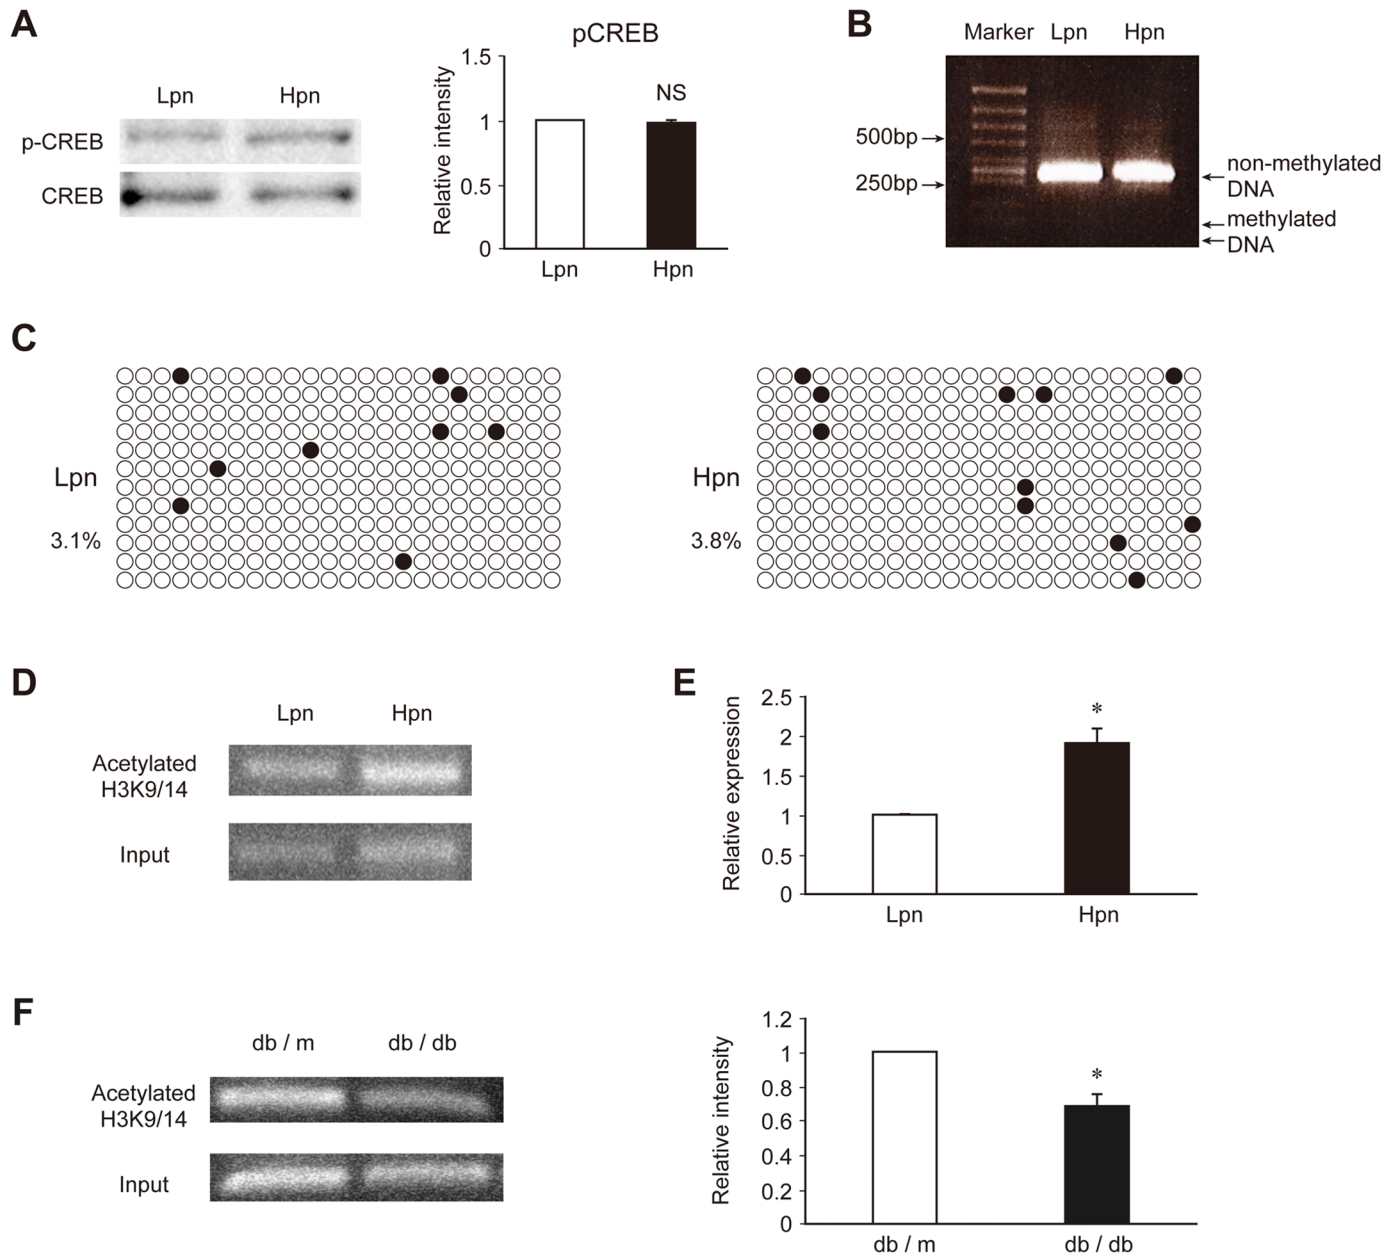 A
Lpn
Hpn
p-CREB
CREB
pCREB
Relative intensity
1.5
1
0.5
0
NS
Lpn
Hpn
B
Marker
Lpn
Hpn
500bp
250bp
non-methylated
DNA
methylated
DNA
C
Lpn
3.1%
Hpn
3.8%
D
Lpn
Hpn
Acetylated
H3K9/14
Input
E
Relative expression
2.5
2
1.5
1
0.5
0
*
Lpn
Hpn
F
db / m
db / db
Acetylated
H3K9/14
Input
Relative intensity
1.2
1
0.8
0.6
0.4
0.2
0
*
db / m
db / db